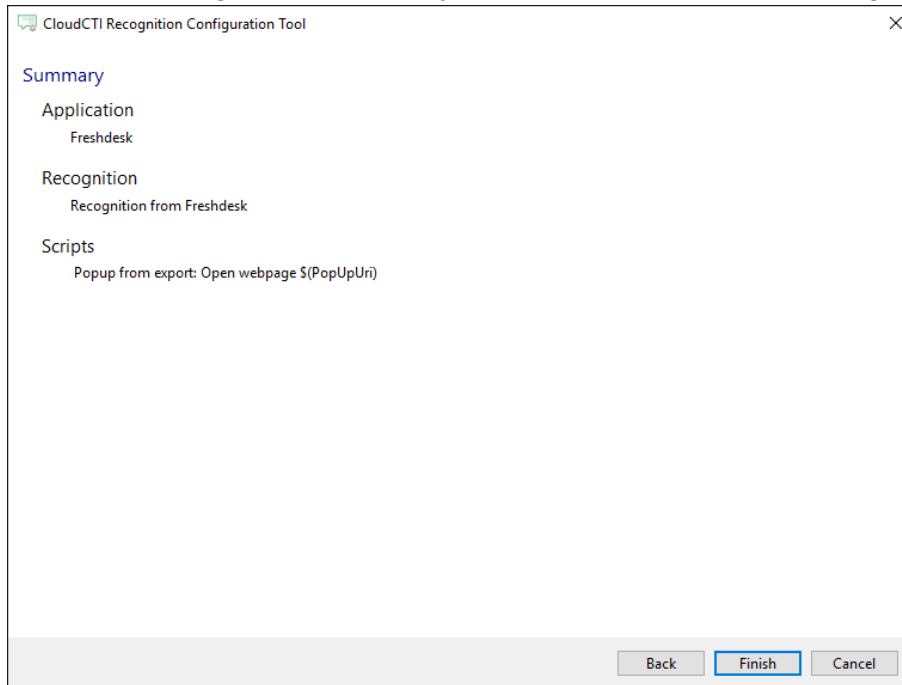 CloudCTI Recognition Configuration Tool
Summary
Application
Freshdesk
Recognition
Recognition from Freshdesk
Scripts
Popup from export: Open webpage $(PopUpUri)
Back Finish Cancel